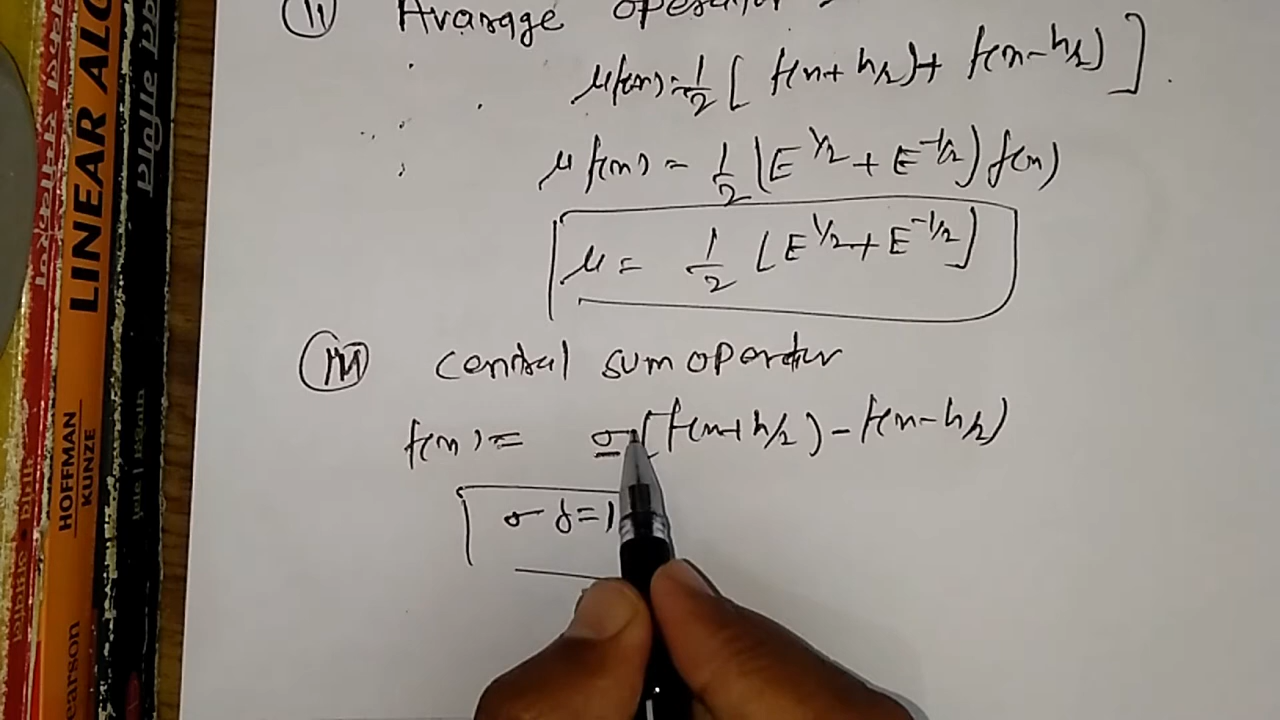 (ii) Avarage operator
μf(x) = 1/2 [ f(x+h/2) + f(x-h/2) ]
μf(x) = 1/2 (E^1/2 + E^-1/2) f(x)
μ = 1/2 [E^1/2 + E^-1/2]
(iii) central sum operator
f(x) = σ(f(x+h/2) - f(x-h/2)
σ δ = 1
LINEAR ALG
HOFFMAN
KUNZE
earson